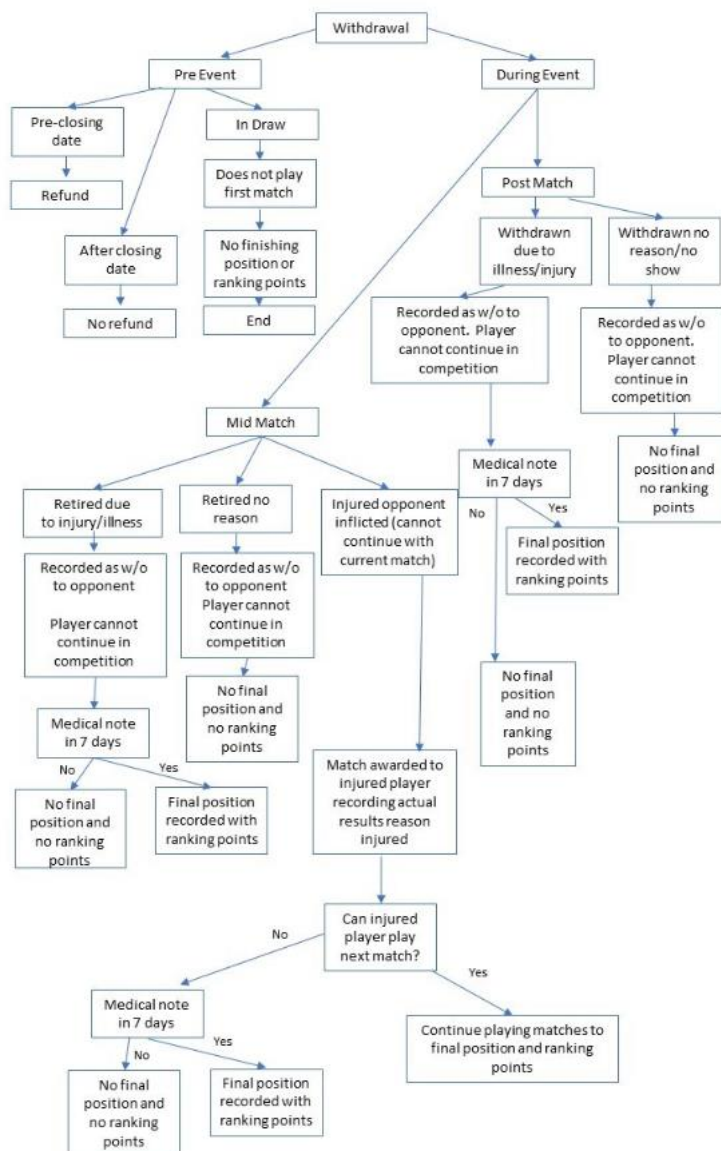 Withdrawal
Pre Event
During Event
Pre-closing
date
In Draw
Refund
Does not play
first match
After closing
date
No finishing
position or
ranking points
No refund
End
Post Match
Withdrawn
due to
illness/injury
Withdrawn no
reason/no
show
Recorded as w/o
to opponent.  Player
cannot continue in
competition
Recorded as w/o
to opponent.
Player cannot
continue in
competition
Medical note
in 7 days
No final
position and
no ranking
points
No
Yes
Final position
recorded with
ranking points
No final
position
and no
ranking
points
Mid Match
Retired due
to injury/illness
Retired no
reason
Injured opponent
inflicted (cannot
continue with
current match)
Recorded as w/o
to opponent
Player cannot
continue in
competition
Recorded as w/o
to opponent
Player cannot
continue in
competition
Medical note
in 7 days
No final
position and
no ranking
points
No
Yes
No final
position and
no ranking
points
Final position
recorded with
ranking points
Match awarded to
injured player
recording actual
results reason
injured
Can injured
player play
next match?
No
Yes
Medical note
in 7 days
Continue playing matches to
final position and ranking
points
No
Yes
No final
position and
no ranking
points
Final position
recorded with
ranking points